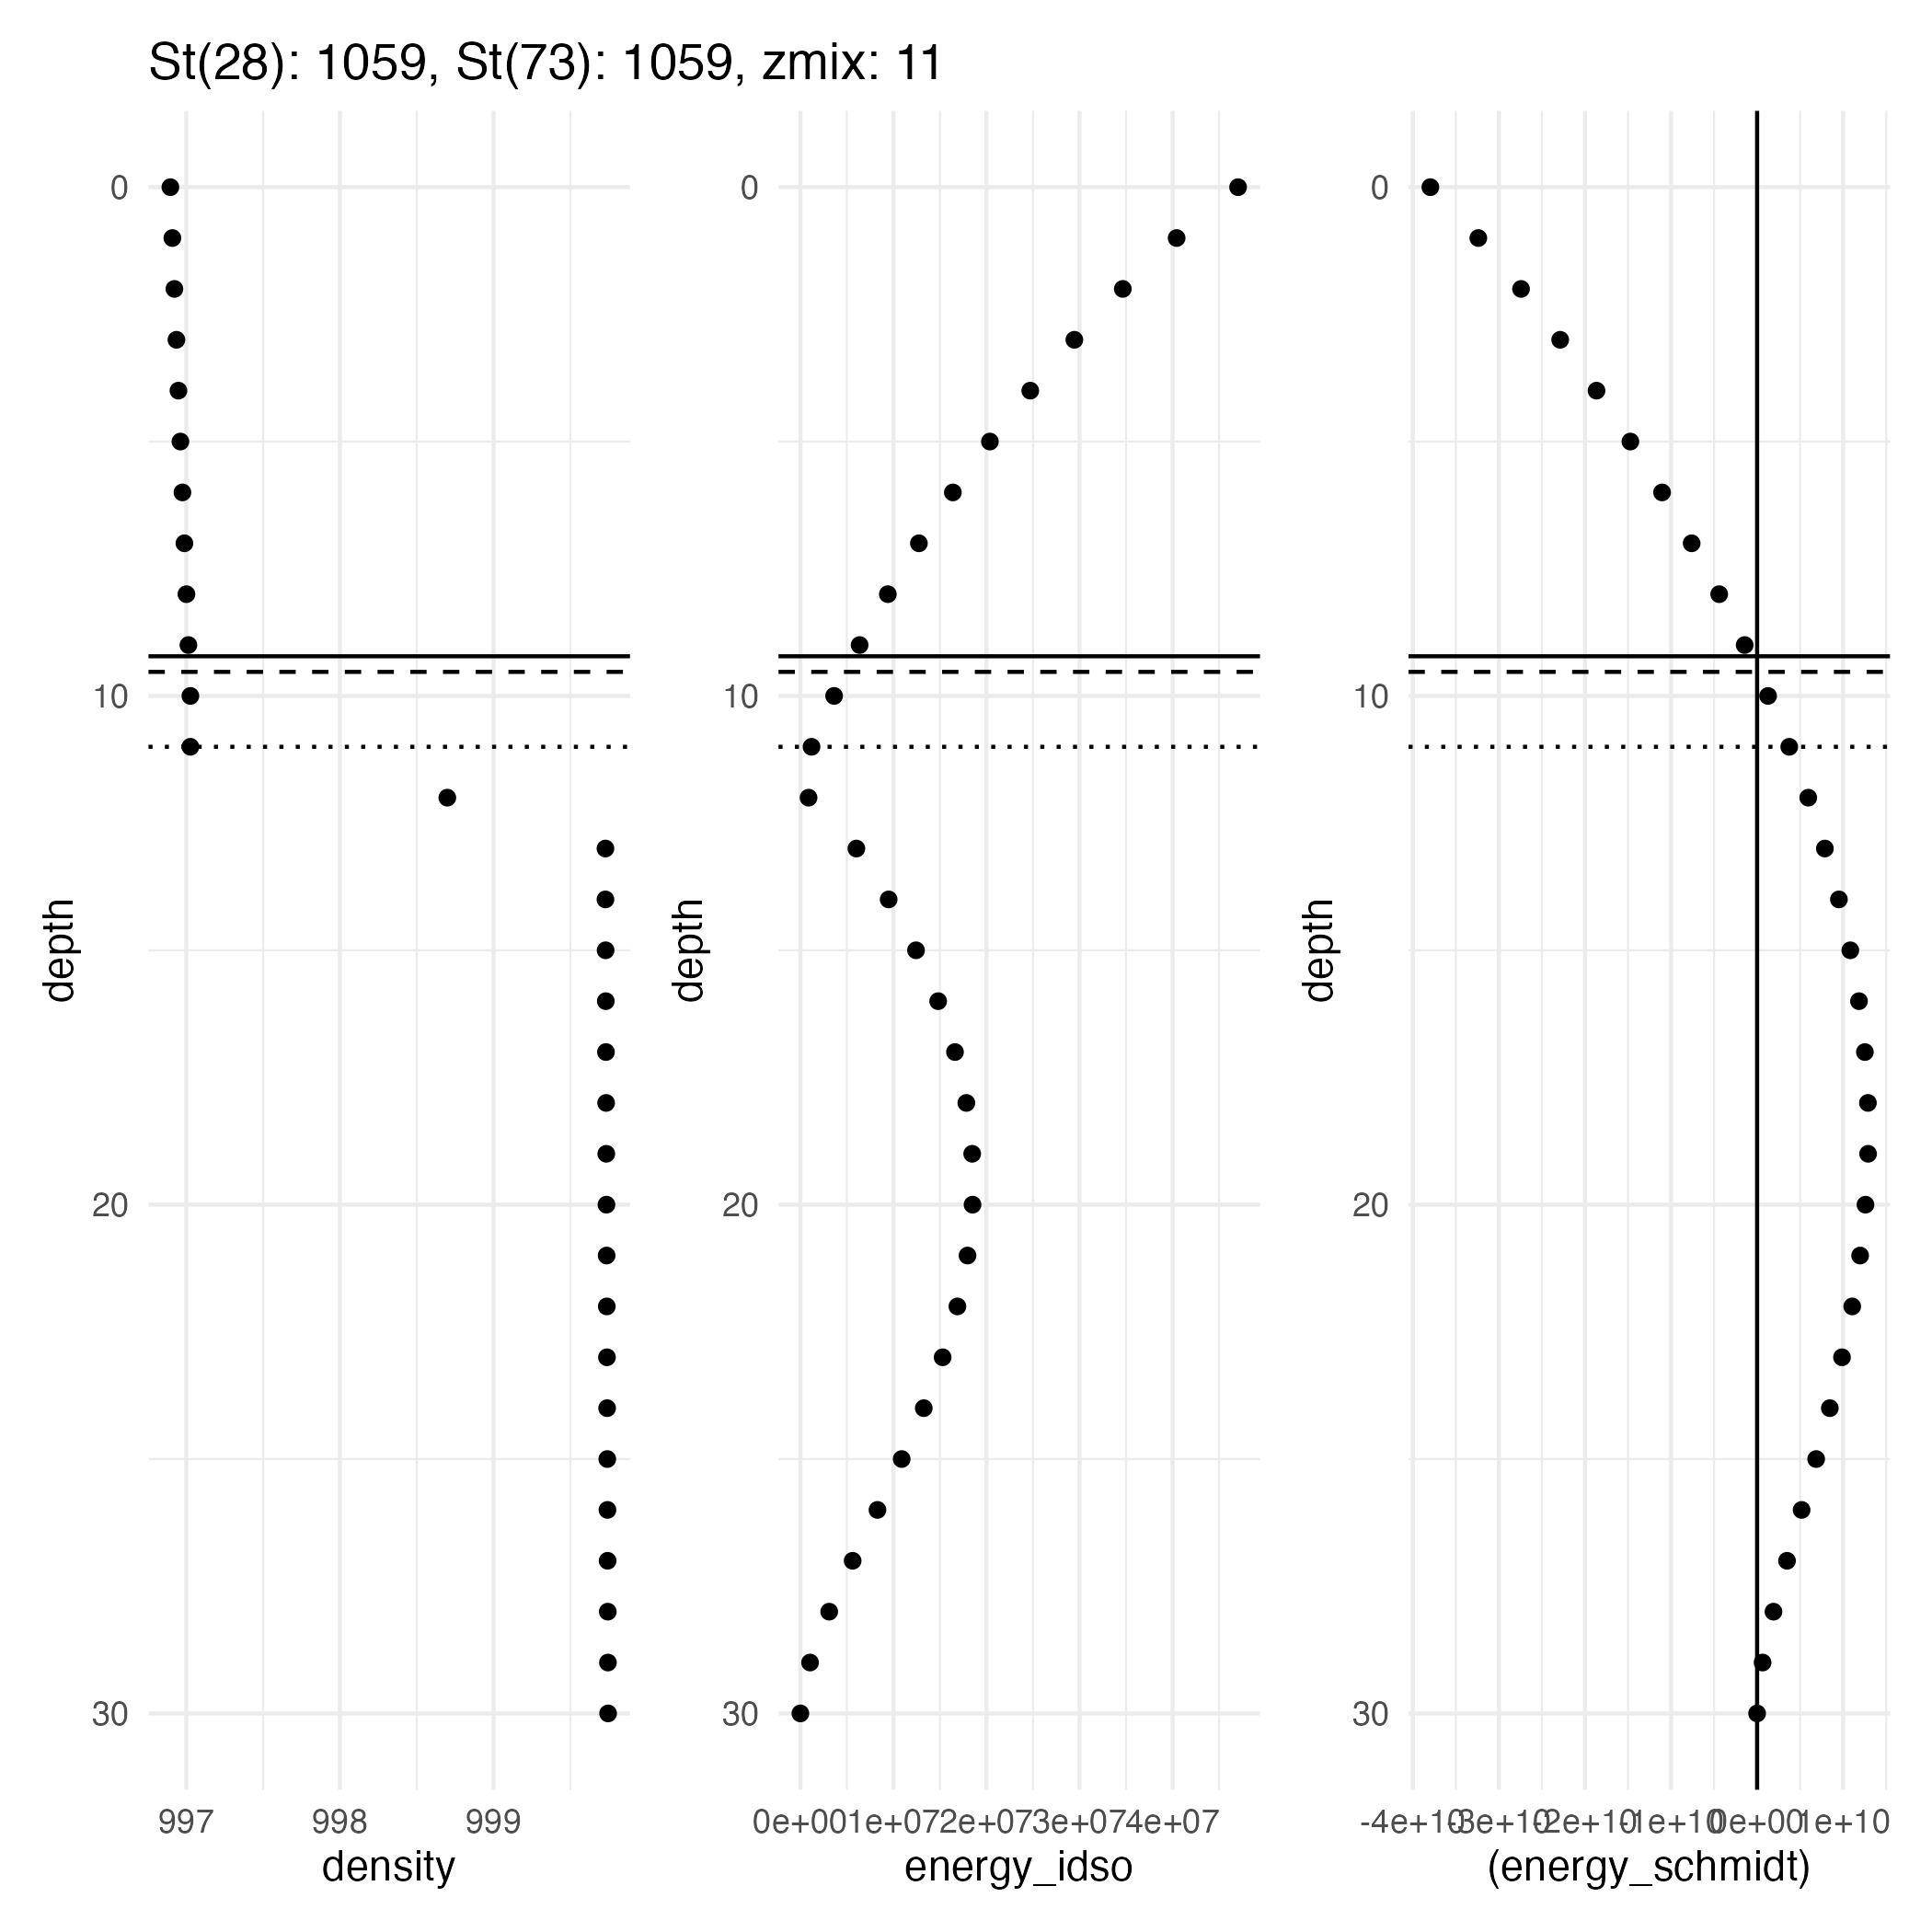 St(28): 1059, St(73): 1059, zmix: 11
0
10
20
30
depth
997 998 999
density
0
10
20
30
depth
0e+00 1e+07 2e+07 3e+07 4e+07
energy_idso
0
10
20
30
depth
-4e+10 -3e+10 -2e+10 -1e+10 0e+00 1e+10
(energy_schmidt)